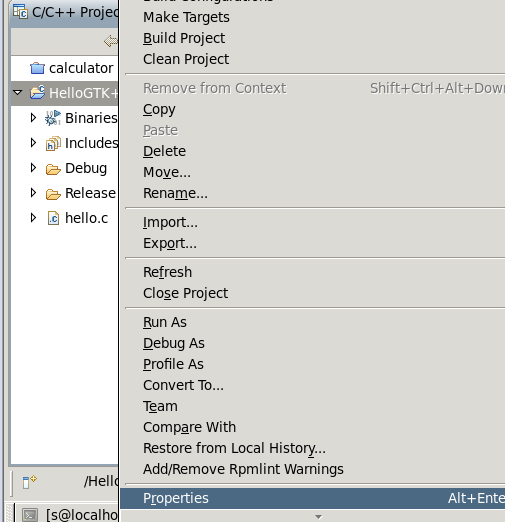 C/C++ Projec
calculator
HelloGTK+
Binaries
Includes
Debug
Release
hello.c
/Hello
[s@localho
Make Targets
Build Project
Clean Project
Remove from Context Shift+Ctrl+Alt+Down
Copy
Paste
Delete
Move...
Rename...
Import...
Export...
Refresh
Close Project
Run As
Debug As
Profile As
Convert To...
Team
Compare With
Restore from Local History...
Add/Remove Rpmlint Warnings
Properties Alt+Ente